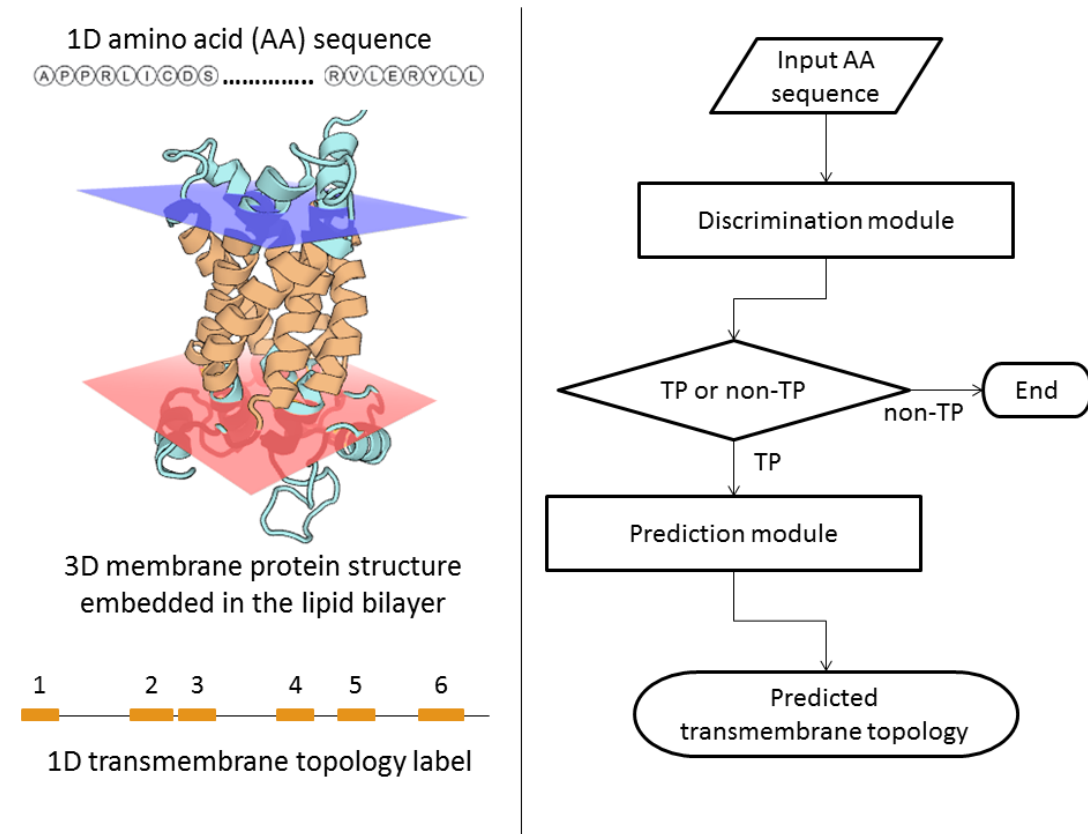 1D amino acid (AA) sequence
APPRLICDS.............. RVLERYLL
3D membrane protein structure
embedded in the lipid bilayer
1 2 3 4 5 6
1D transmembrane topology label
Input AA
sequence
Discrimination module
TP or non-TP
non-TP
End
TP
Prediction module
Predicted
transmembrane topology